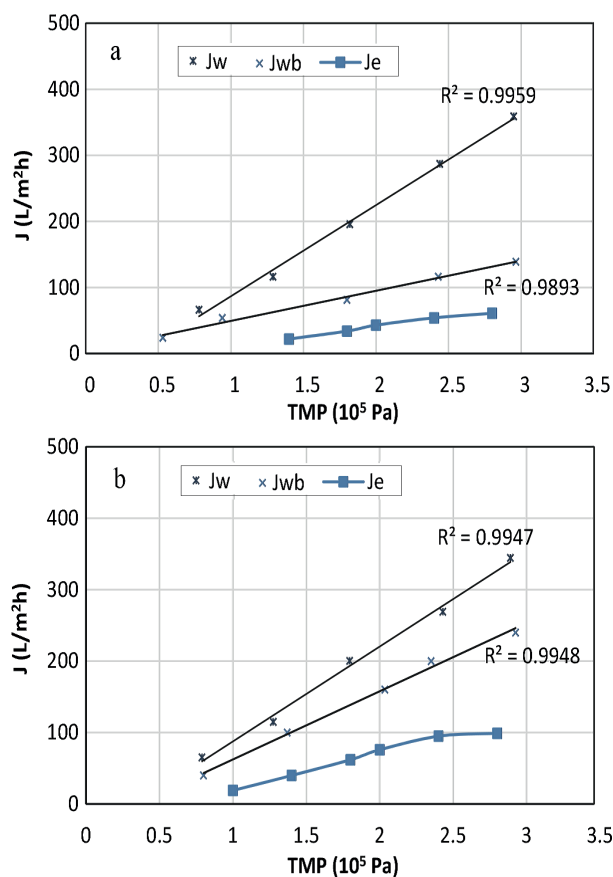 500
a
Jw Jwb Je
400
R² = 0.9959
300
J (L/m²h)
200
100
R² = 0.9893
0
0 0.5 1 1.5 2 2.5 3 3.5
TMP (10⁵ Pa)
500
b
Jw Jwb Je
400
R² = 0.9947
300
J (L/m²h)
200
R² = 0.9948
100
0
0 0.5 1 1.5 2 2.5 3 3.5
TMP (10⁵ Pa)